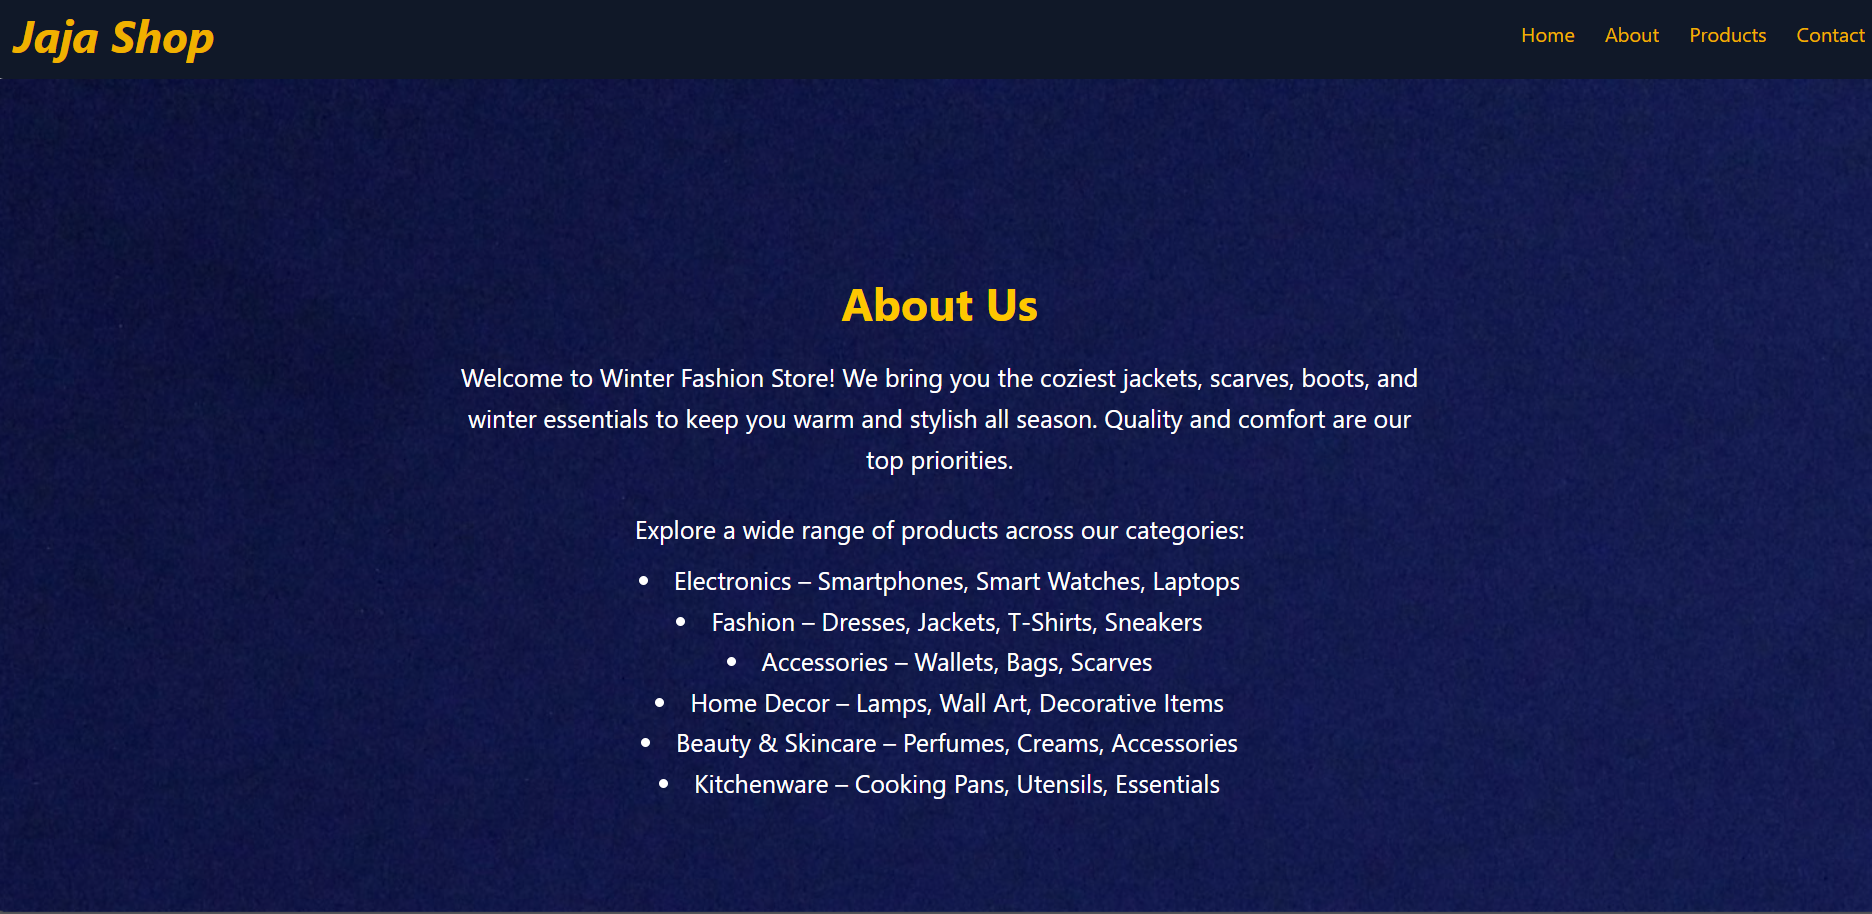 Jaja Shop
Home About Products Contact
About Us
Welcome to Winter Fashion Store! We bring you the coziest jackets, scarves, boots, and
winter essentials to keep you warm and stylish all season. Quality and comfort are our
top priorities.
Explore a wide range of products across our categories:
• Electronics – Smartphones, Smart Watches, Laptops
• Fashion – Dresses, Jackets, T-Shirts, Sneakers
• Accessories – Wallets, Bags, Scarves
• Home Decor – Lamps, Wall Art, Decorative Items
• Beauty & Skincare – Perfumes, Creams, Accessories
• Kitchenware – Cooking Pans, Utensils, Essentials